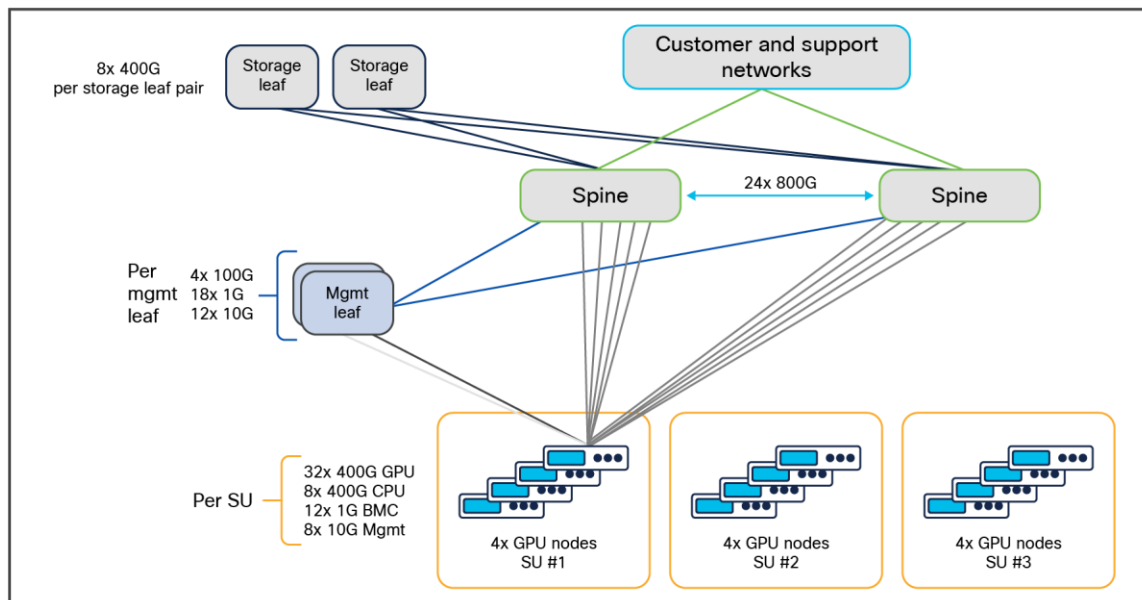 8x 400G
per storage leaf pair
Storage
leaf
Storage
leaf
Customer and support
networks
Spine
24x 800G
Spine
Per
mgmt
leaf
4x 100G
18x 1G
12x 10G
Mgmt
leaf
Per SU
32x 400G GPU
8x 400G CPU
12x 1G BMC
8x 10G Mgmt
4x GPU nodes
SU #1
4x GPU nodes
SU #2
4x GPU nodes
SU #3